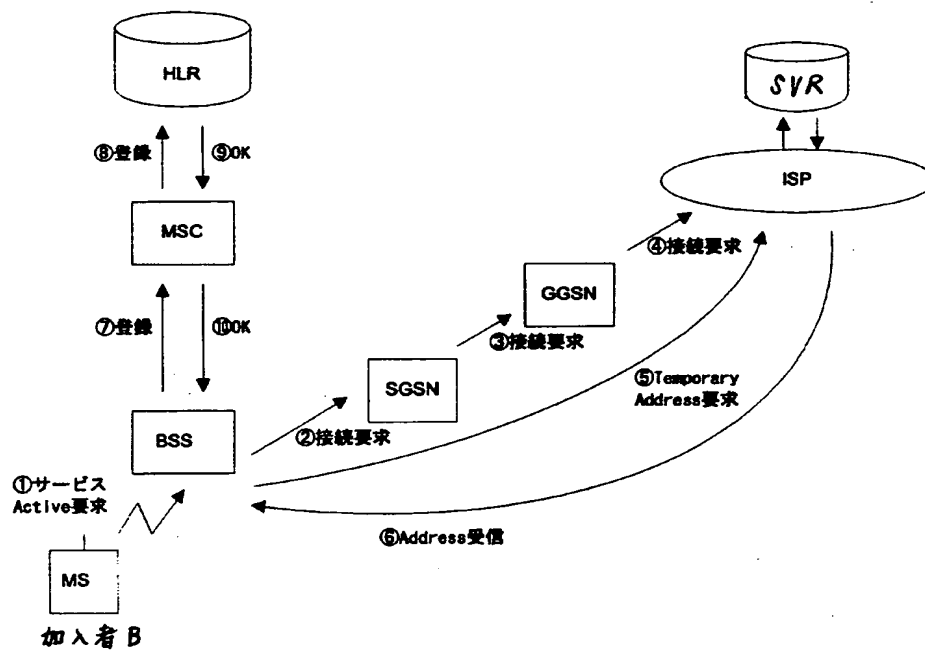 HLR
SVR
⑧登録
⑨OK
ISP
MSC
④接続要求
GGSN
⑦登録
⑩OK
③接続要求
SGSN
⑤Temporary
Address要求
BSS
②接続要求
①サービス
Active要求
⑥Address受信
MS
加入者B